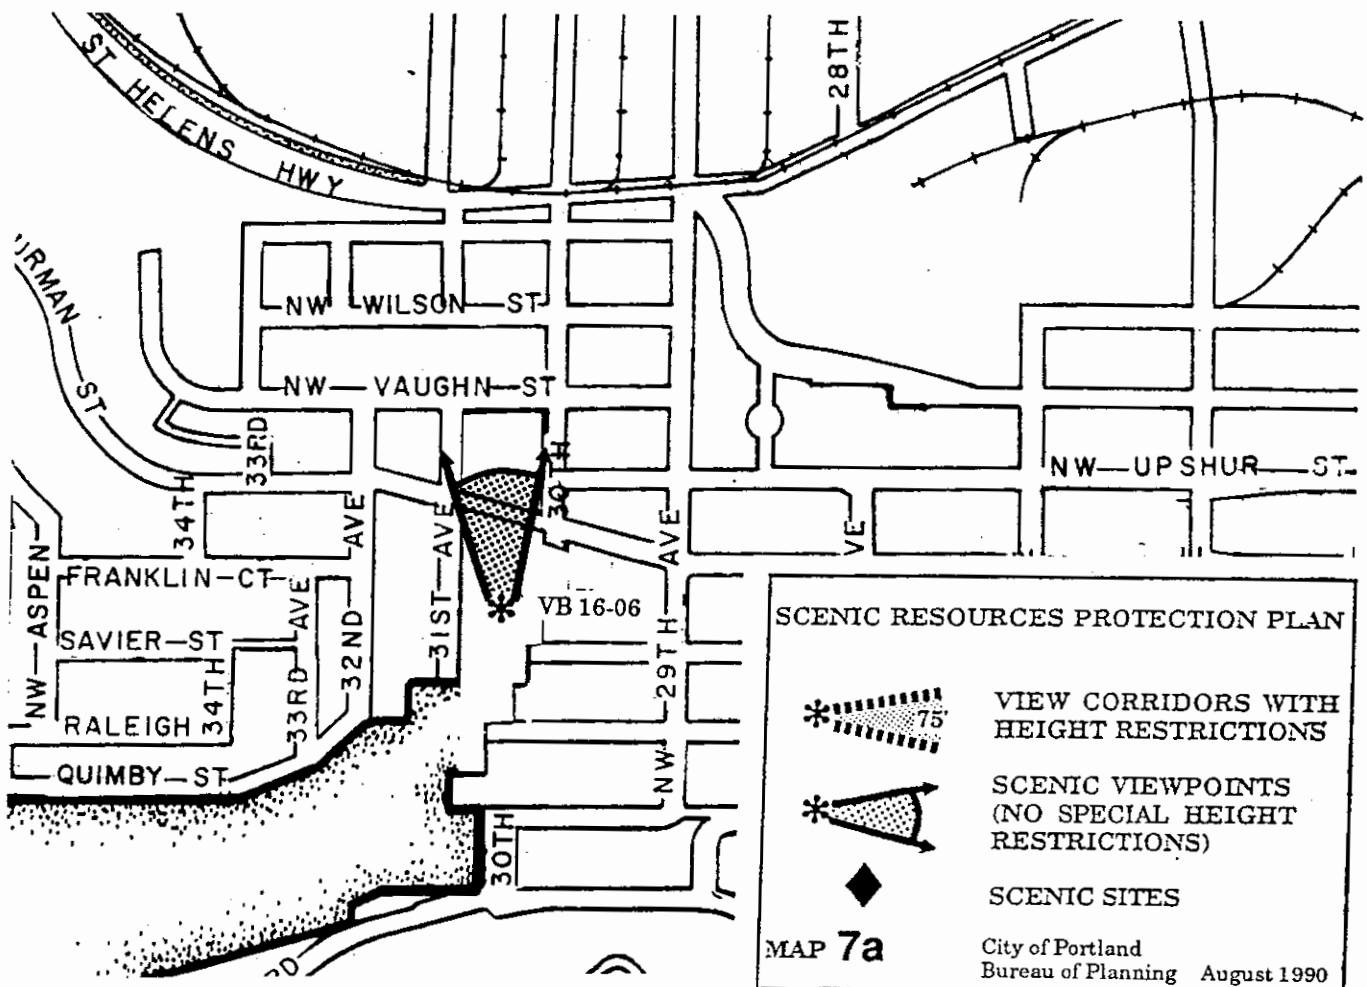 ST HELENS HWY
28TH
URMAN ST
NW WILSON ST
NW VAUGHN ST
33RD
34TH
30TH
NW UPSHUR ST
AVE
31ST AVE
AVE
VE
NW ASPEN
FRANKLIN CT
AVE
SAVIER ST
34TH
33RD
32ND
RALEIGH
QUIMBY ST
VB 16-06
NW 29TH
30TH
RD
SCENIC RESOURCES PROTECTION PLAN
75'
VIEW CORRIDORS WITH
HEIGHT RESTRICTIONS
SCENIC VIEWPOINTS
(NO SPECIAL HEIGHT
RESTRICTIONS)
SCENIC SITES
MAP 7a
City of Portland
Bureau of Planning August 1990